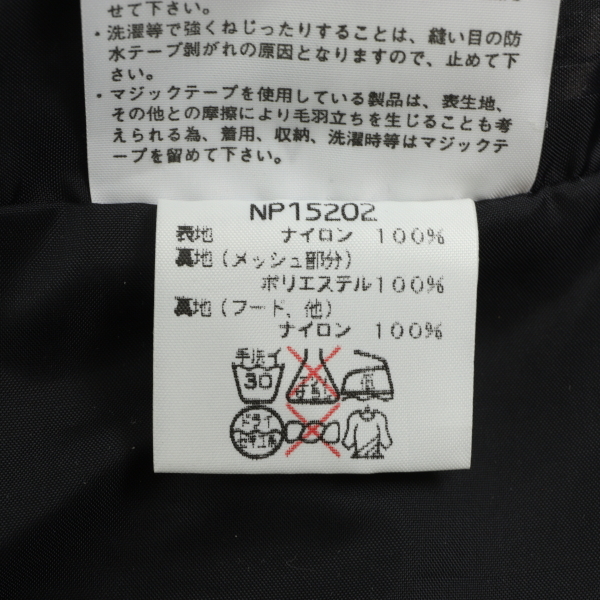 せて下さい。
・洗濯等で強くねじったりすることは、縫い目の防
水テープ剝がれの原因となりますので、止めて下
さい。
・マジックテープを使用している製品は、表生地、
その他との摩擦により毛羽立ちを生じることも考
えられる為、着用、収納、洗濯時等はマジックテ
ープを留めて下さい。
NP15202
表地 ナイロン 100%
裏地(メッシュ部分)
ポリエステル100%
裏地(フード、他)
ナイロン 100%
手洗イ
30
ドライ
セキユ系